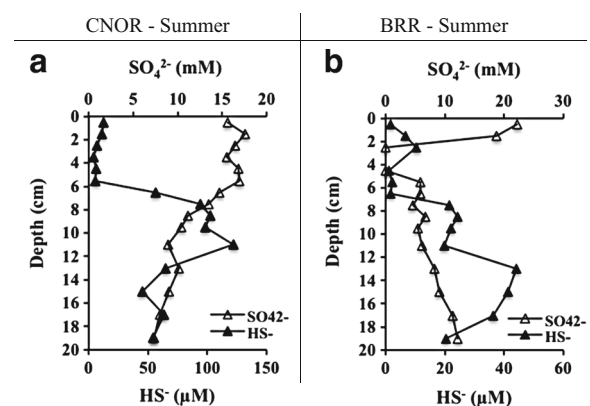 CNOR - Summer
BRR - Summer
a
SO₄²⁻ (mM)
0 5 10 15 20
0
2
4
6
8
10
12
14
16
18
20
Depth (cm)
SO42-
HS-
0 50 100 150
HS⁻ (µM)
b
SO₄²⁻ (mM)
0 10 20 30
0
2
4
6
8
10
12
14
16
18
20
Depth (cm)
SO42-
HS-
0 20 40 60
HS⁻ (µM)